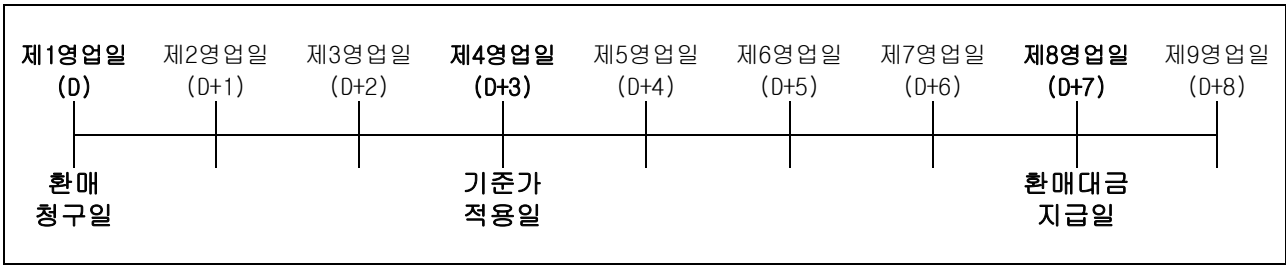 제1영업일 제2영업일 제3영업일 제4영업일 제5영업일 제6영업일 제7영업일 제8영업일 제9영업일
(D) (D+1) (D+2) (D+3) (D+4) (D+5) (D+6) (D+7) (D+8)
환매 기준가 환매대금
청구일 적용일 지급일